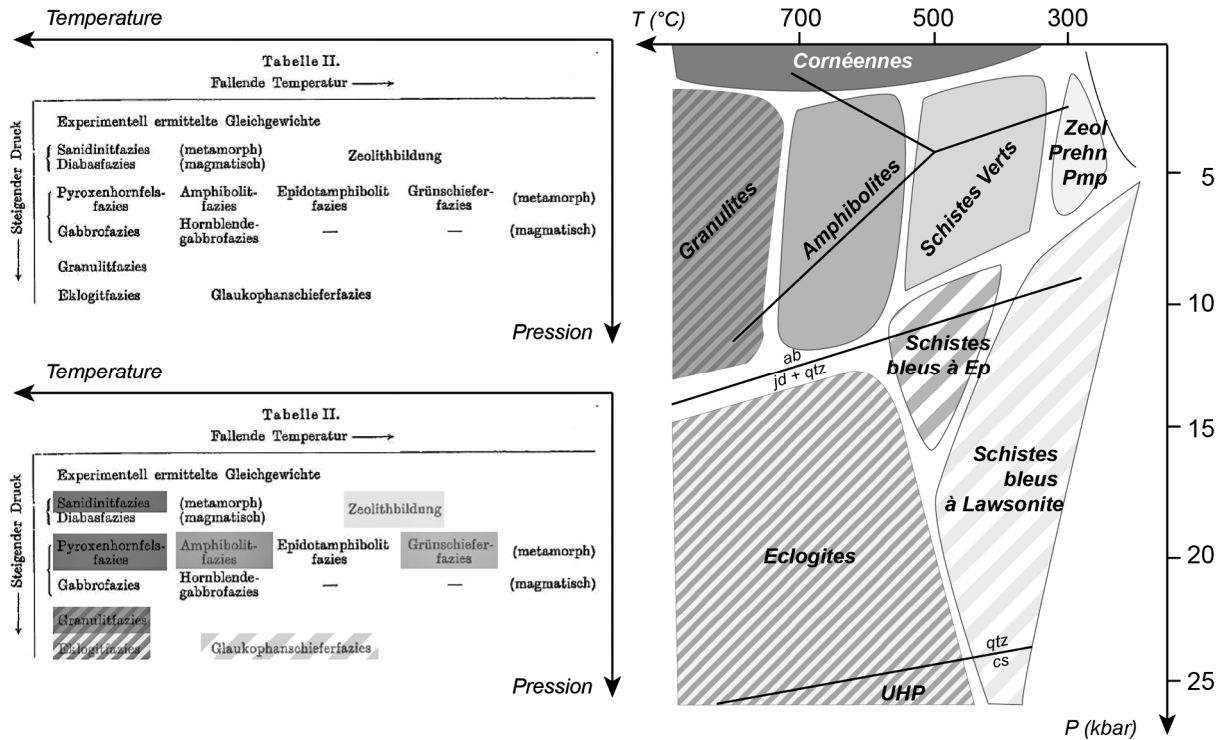 Temperature
Tabelle II.
Fallende Temperatur
Steigender Druck
Experimentell ermittelte Gleichgewichte
Sanidinitfazies (metamorph) Zeolithbildung
Diabasfazies (magmatisch)
Pyroxenhornfels- Amphibolit- Epidotamphibolit Grünschiefer- (metamorph)
fazies fazies fazies fazies
Gabbrofazies Hornblende- — — (magmatisch)
gabbrofazies
Granulitfazies
Eklogitfazies Glaukophanschieferfazies
Pression
Temperature
Tabelle II.
Fallende Temperatur
Steigender Druck
Experimentell ermittelte Gleichgewichte
Sanidinitfazies (metamorph) Zeolithbildung
Diabasfazies (magmatisch)
Pyroxenhornfels- Amphibolit- Epidotamphibolit Grünschiefer- (metamorph)
fazies fazies fazies fazies
Gabbrofazies Hornblende- — — (magmatisch)
gabbrofazies
Granulitfazies
Eklogitfazies Glaukophanschieferfazies
Pression
T (°C) 700 500 300
Cornéennes
Granulites
Amphibolites
Schistes Verts
Zeol
Prehn
Pmp
5
10
ab
jd + qtz
Schistes
bleus à Ep
15
Schistes
bleus
à Lawsonite
Eclogites
20
qtz
cs
UHP
25
P (kbar)